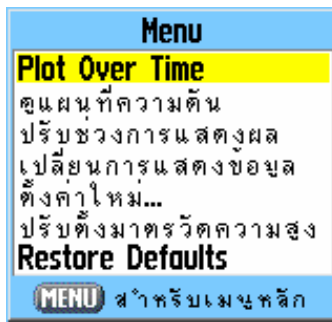 Menu
Plot Over Time
ดูแผนที่ความดัน
ปรับช่วงการแสดงผล
เปลี่ยนการแสดงข้อมูล
ตั้งค่าใหม่...
ปรับตั้งมาตรวัดความสูง
Restore Defaults
MENU สำหรับเมนูหลัก